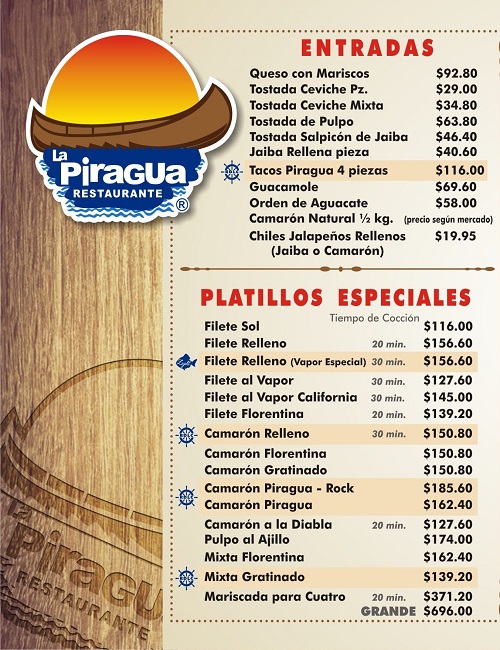 La
Piragua
RESTAURANTE
®
ENTRADAS
Queso con Mariscos $92.80
Tostada Ceviche Pz. $29.00
Tostada Ceviche Mixta $34.80
Tostada de Pulpo $63.80
Tostada Salpicón de Jaiba $46.40
Jaiba Rellena pieza $40.60
Tacos Piragua 4 piezas $116.00
Guacamole $69.60
Orden de Aguacate $58.00
Camarón Natural ½ kg. (precio según mercado)
Chiles Jalapeños Rellenos $19.95
(Jaiba o Camarón)
PLATILLOS ESPECIALES
Tiempo de Cocción
Filete Sol $116.00
Filete Relleno 20 min. $156.60
Filete Relleno (Vapor Especial) 30 min. $156.60
Filete al Vapor 30 min. $127.60
Filete al Vapor California 30 min. $145.00
Filete Florentina 20 min. $139.20
Camarón Relleno 30 min. $150.80
Camarón Florentina $150.80
Camarón Gratinado $150.80
Camarón Piragua - Rock $185.60
Camarón Piragua $162.40
Camarón a la Diabla 20 min. $127.60
Pulpo al Ajillo $174.00
Mixta Florentina $162.40
Mixta Gratinado $139.20
Mariscada para Cuatro 20 min. $371.20
GRANDE $696.00
La
Piragua
RESTAURANTE